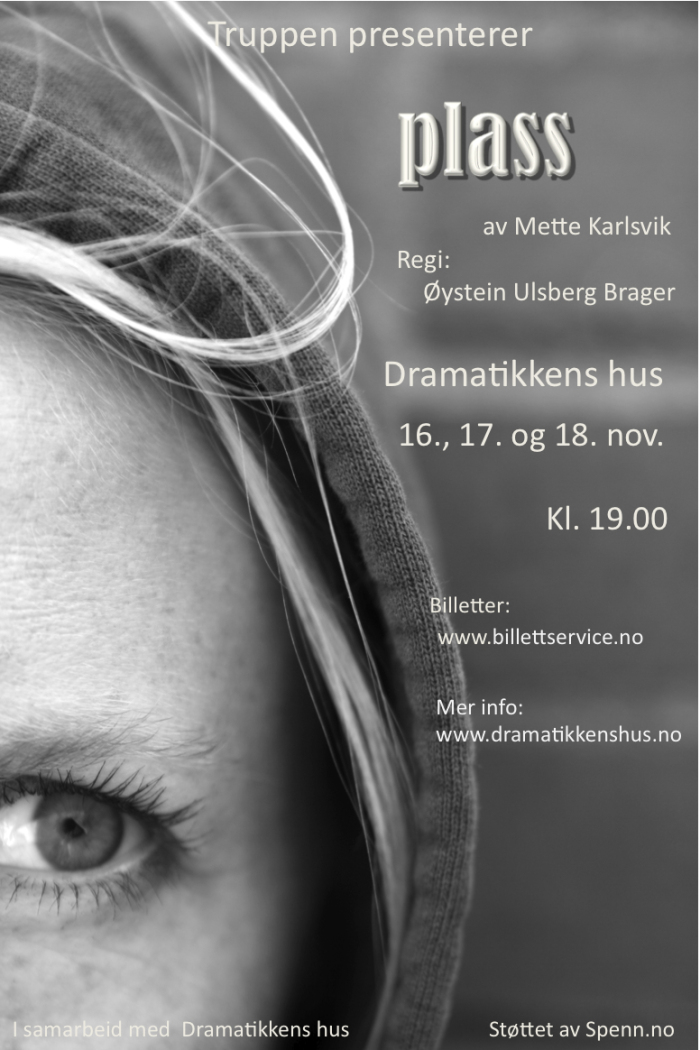 Truppen presenterer
plass
av Mette Karlsvik
Regi:
Øystein Ulsberg Brager
Dramatikkens hus
16., 17. og 18. nov.
Kl. 19.00
Billetter:
www.billettservice.no
Mer info:
www.dramatikkenshus.no
I samarbeid med Dramatikkens hus
Støttet av Spenn.no